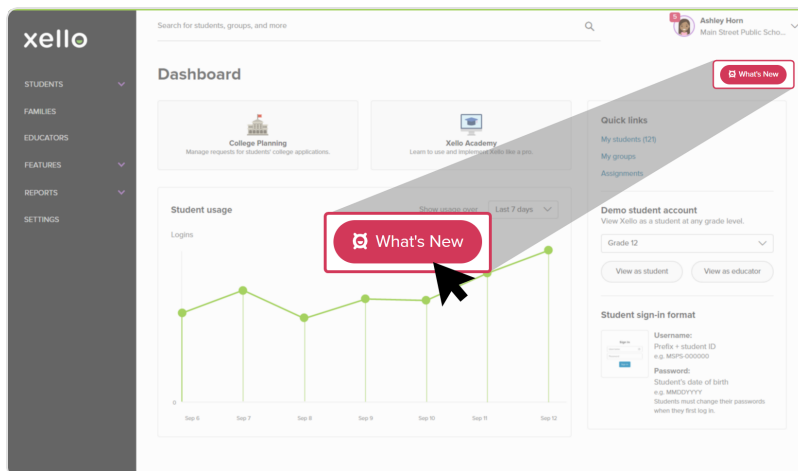 xello
Search for students, groups, and more
5
Ashley Horn
Main Street Public Scho...
What's New
Dashboard
STUDENTS
FAMILIES
EDUCATORS
FEATURES
REPORTS
SETTINGS
College Planning
Manage requests for students' college applications.
Xello Academy
Learn to use and implement Xello like a pro.
Student usage
Show usage over
Last 7 days
Logins
What's New
0
Sep 6
Sep 7
Sep 8
Sep 9
Sep 10
Sep 11
Sep 12
Quick links
My students (121)
My groups
Assignments
Demo student account
View Xello as a student at any grade level.
Grade 12
View as student
View as educator
Student sign-in format
Sign in
Username:
Prefix + student ID
e.g. MSPS-000000
Password:
Student's date of birth
e.g. MMDDYYYY
Students must change their passwords
when they first log in.